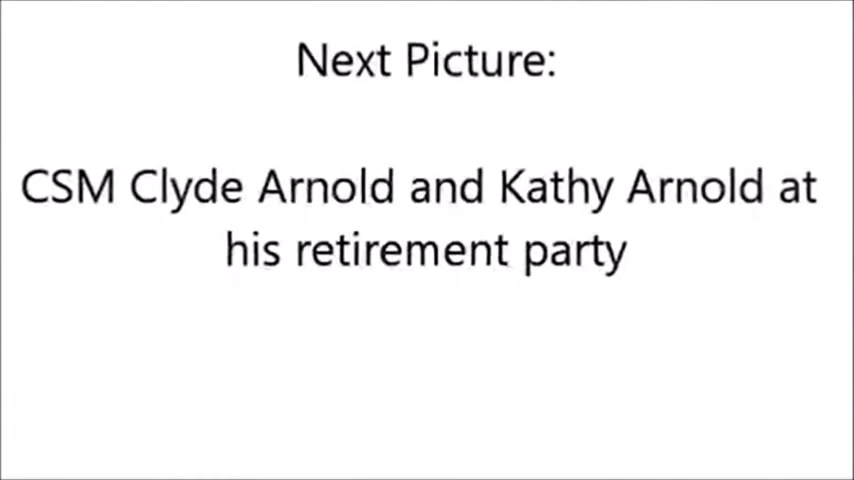 Next Picture:
CSM Clyde Arnold and Kathy Arnold at
his retirement party